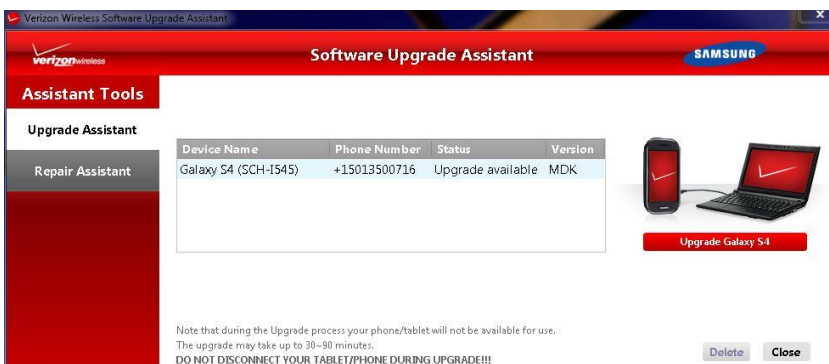 Verizon Wireless Software Upgrade Assistant
x
verizonwireless
Software Upgrade Assistant
SAMSUNG
Assistant Tools
Upgrade Assistant
Repair Assistant
Device Name Phone Number Status Version
Galaxy S4 (SCH-I545) +15013500716 Upgrade available MDK
Upgrade Galaxy S4
Note that during the Upgrade process your phone/tablet will not be available for use.
The upgrade may take up to 30~90 minutes.
DO NOT DISCONNECT YOUR TABLET/PHONE DURING UPGRADE!!!
Delete Close